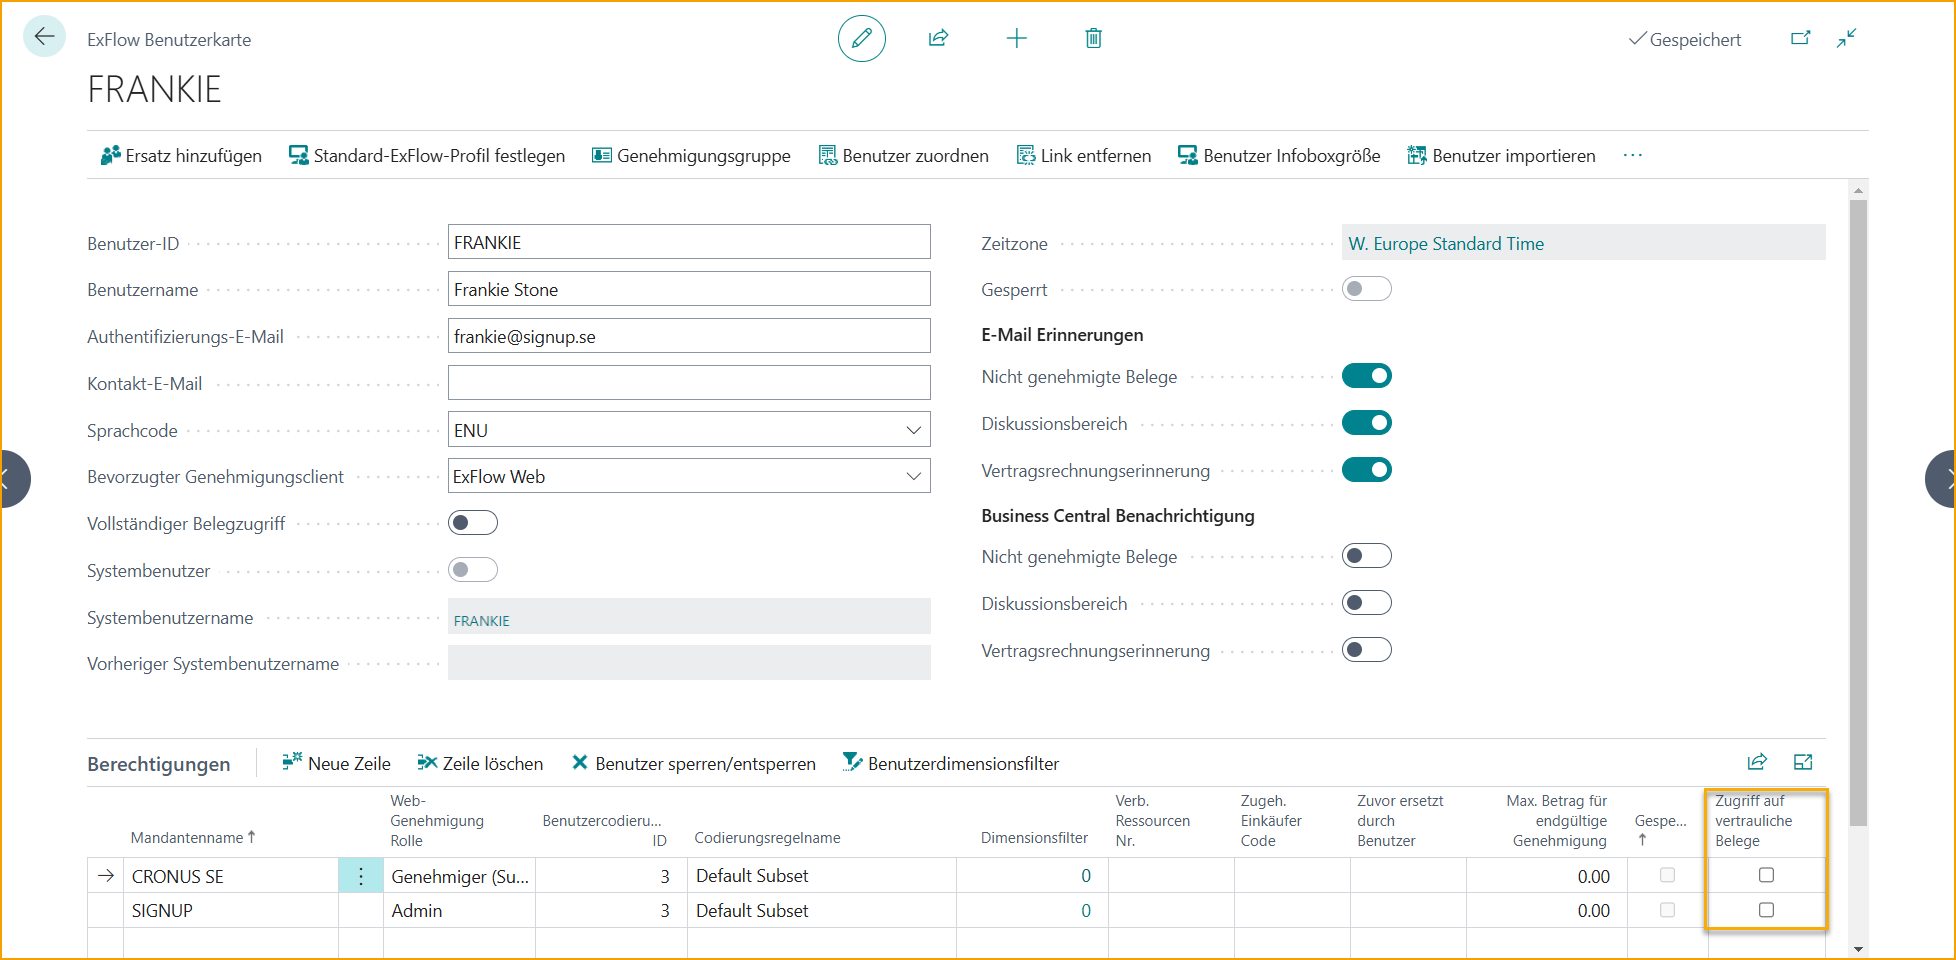 ExFlow Benutzerkarte
Gespeichert
FRANKIE
Ersatz hinzufügen
Standard-ExFlow-Profil festlegen
Genehmigungsgruppe
Benutzer zuordnen
Link entfernen
Benutzer Infoboxgröße
Benutzer importieren
Benutzer-ID
FRANKIE
Benutzername
Frankie Stone
Authentifizierungs-E-Mail
frankie@signup.se
Kontakt-E-Mail
Sprachcode
ENU
Bevorzugter Genehmigungsclient
ExFlow Web
Vollständiger Belegzugriff
Systembenutzer
Systembenutzername
FRANKIE
Vorheriger Systembenutzername
Zeitzone
W. Europe Standard Time
Gesperrt
E-Mail Erinnerungen
Nicht genehmigte Belege
Diskussionsbereich
Vertragsrechnungserinnerung
Business Central Benachrichtigung
Nicht genehmigte Belege
Diskussionsbereich
Vertragsrechnungserinnerung
Berechtigungen
Neue Zeile
Zeile löschen
Benutzer sperren/entsperren
Benutzerdimensionsfilter
Mandantenname ↑
Web-
Genehmigung
Rolle
Benutzercodieru...
ID
Codierungsregelname
Dimensionsfilter
Verb.
Ressourcen
Nr.
Zugeh.
Einkäufer
Code
Zuvor ersetzt
durch
Benutzer
Max. Betrag für
endgültige
Genehmigung
Gespe...
↑
Zugriff auf
vertrauliche
Belege
CRONUS SE
Genehmiger (Su...
3
Default Subset
0
0.00
SIGNUP
Admin
3
Default Subset
0
0.00